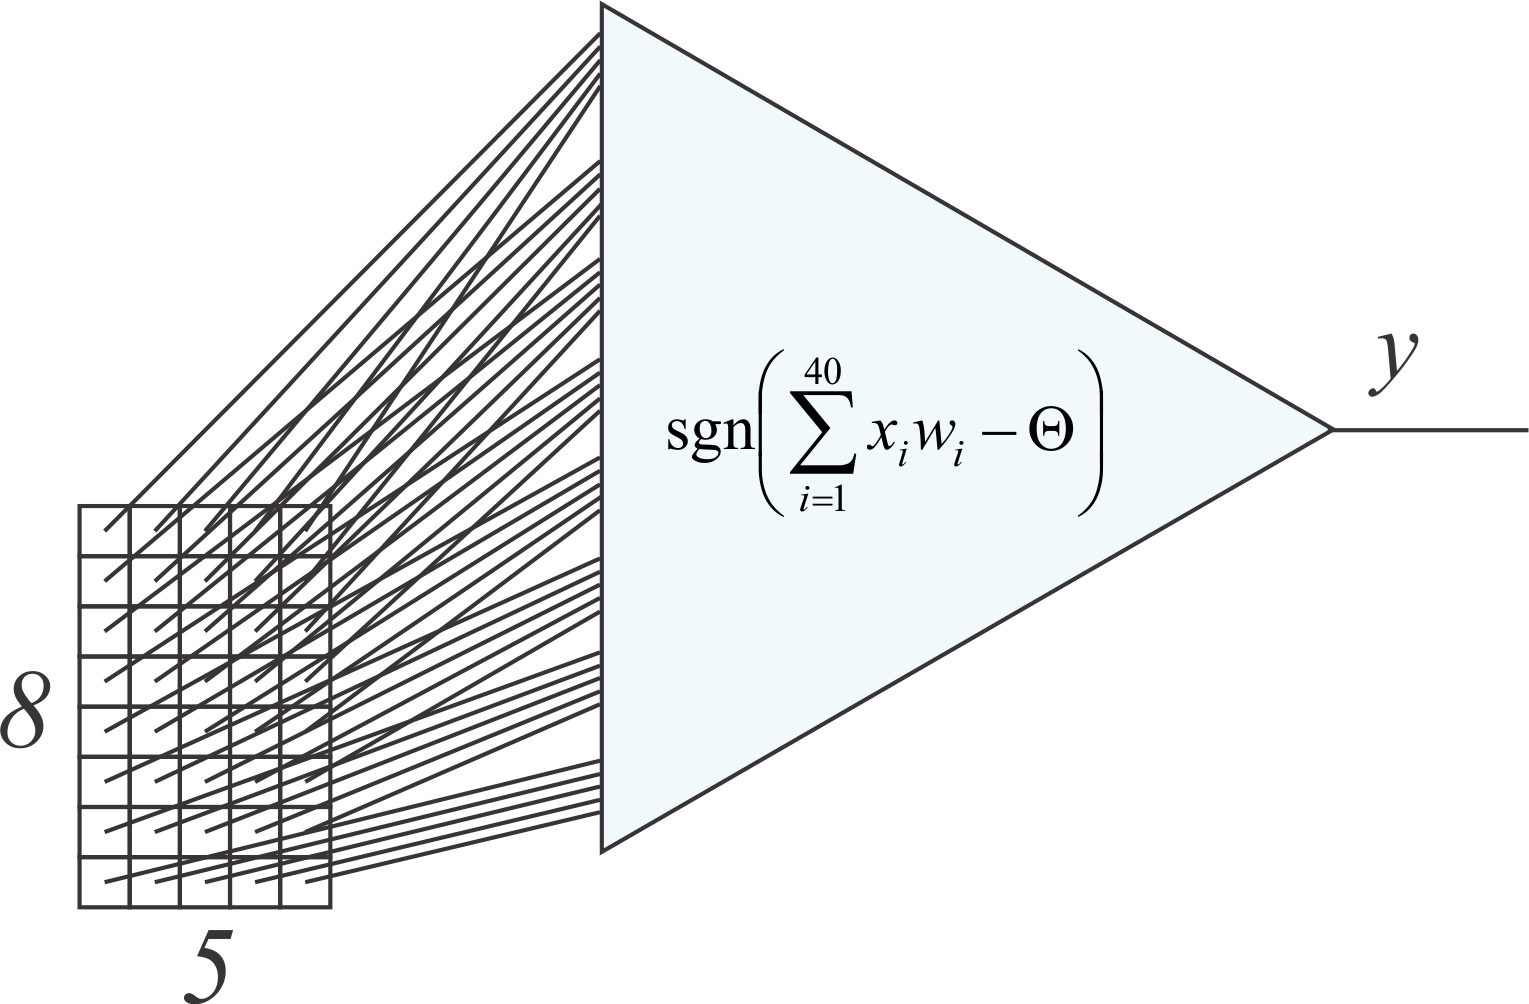 y
40
sgn(∑ x_i w_i − Θ)
i=1
8
5